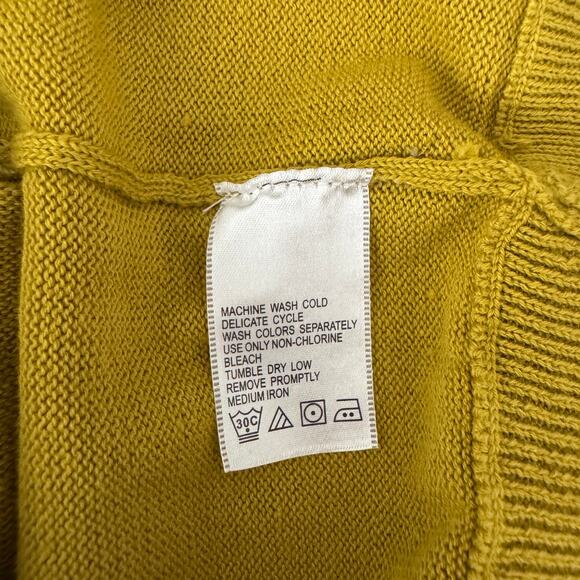 MACHINE WASH COLD
DELICATE CYCLE
WASH COLORS SEPARATELY
USE ONLY NON-CHLORINE
BLEACH
TUMBLE DRY LOW
REMOVE PROMPTLY
MEDIUM IRON
30C